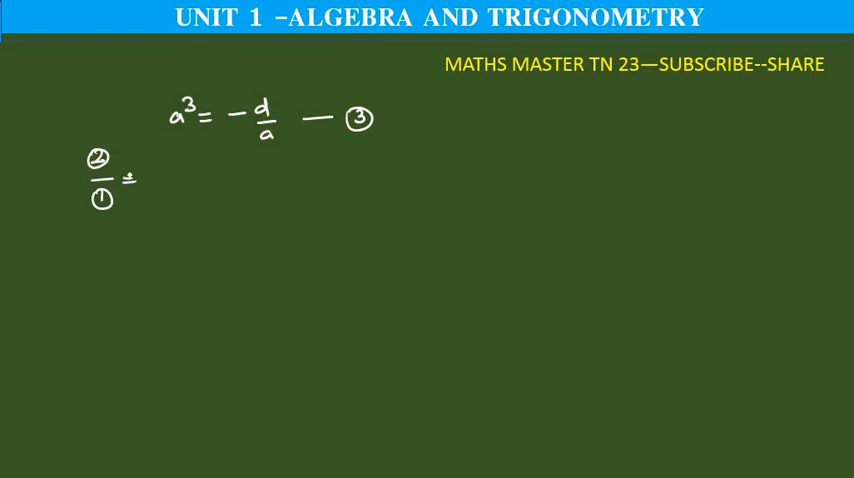 UNIT 1 -ALGEBRA AND TRIGONOMETRY
MATHS MASTER TN 23—SUBSCRIBE--SHARE
a³ = - d/a — ③
②/① =